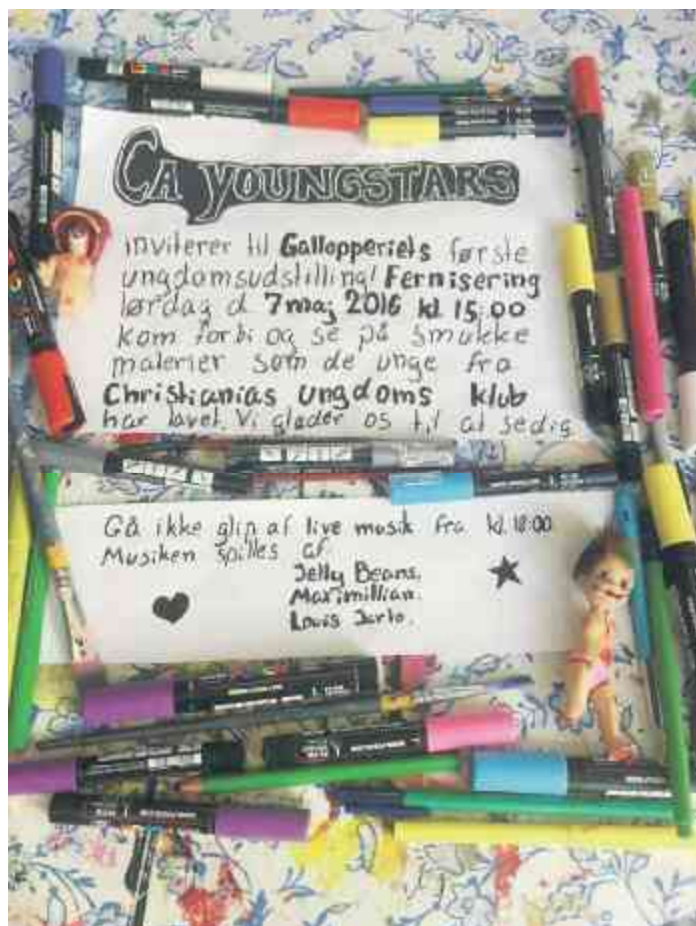 CA YOUNGSTARS
inviterer til Gallopperiets første
ungdomsudstilling! Fernisering
lørdag d 7 maj 2016 kl 15:00
Kom forbi og se på smukke
malerier som de unge fra
Christianias ungdoms klub
har lavet. Vi glæder os til at se dig
Gå ikke glip af live musik fra kl. 18:00
Musiken spilles af
Jelly Beans.
Maximillian.
Louis